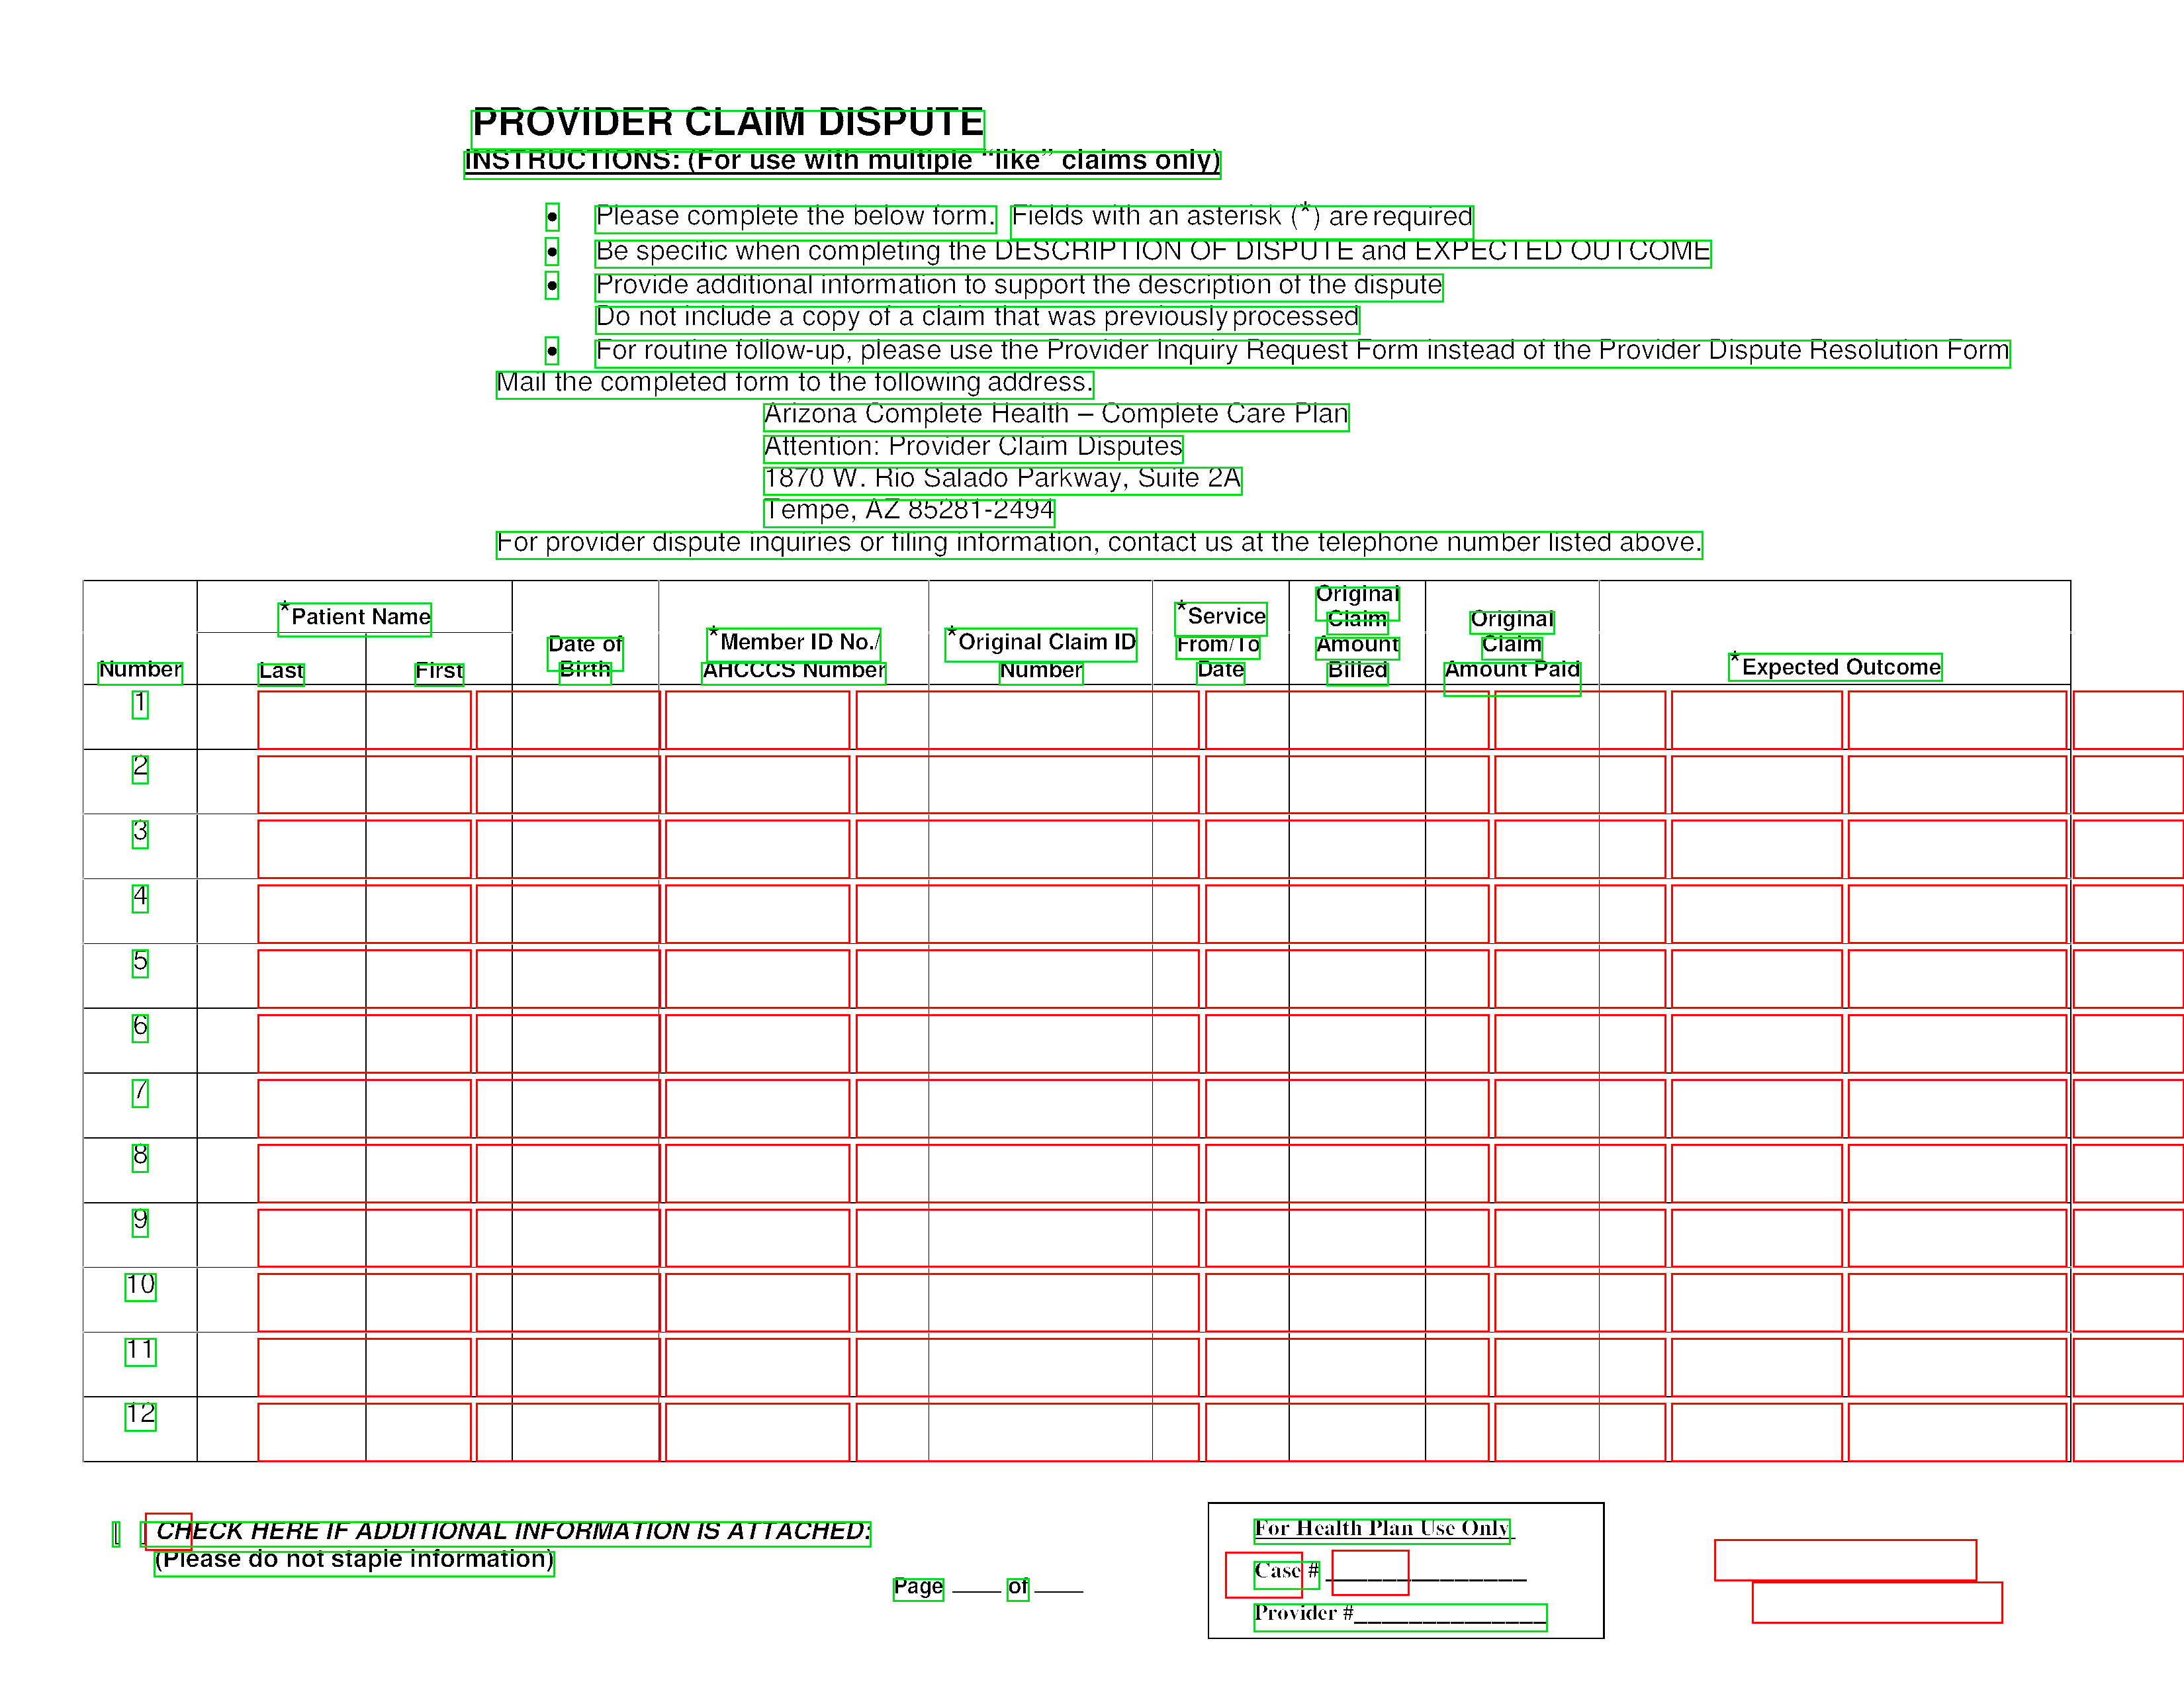 PROVIDER CLAIM DISPUTE
INSTRUCTIONS: (For use with multiple “like” claims only)
• Please complete the below form. Fields with an asterisk (*) are required
• Be specific when completing the DESCRIPTION OF DISPUTE and EXPECTED OUTCOME
• Provide additional information to support the description of the dispute
Do not include a copy of a claim that was previously processed
• For routine follow-up, please use the Provider Inquiry Request Form instead of the Provider Dispute Resolution Form
Mail the completed form to the following address.
Arizona Complete Health – Complete Care Plan
Attention: Provider Claim Disputes
1870 W. Rio Salado Parkway, Suite 2A
Tempe, AZ 85281-2494
For provider dispute inquiries or filing information, contact us at the telephone number listed above.
Number
*Patient Name
Last
First
Date of
Birth
*Member ID No./
AHCCCS Number
*Original Claim ID
Number
*Service
From/To
Date
Original
Claim
Amount
Billed
Original
Claim
Amount Paid
*Expected Outcome
1
2
3
4
5
6
7
8
9
10
11
12
[ ] CHECK HERE IF ADDITIONAL INFORMATION IS ATTACHED:
(Please do not staple information)
Page ____ of ____
For Health Plan Use Only
Case # ______________
Provider #______________